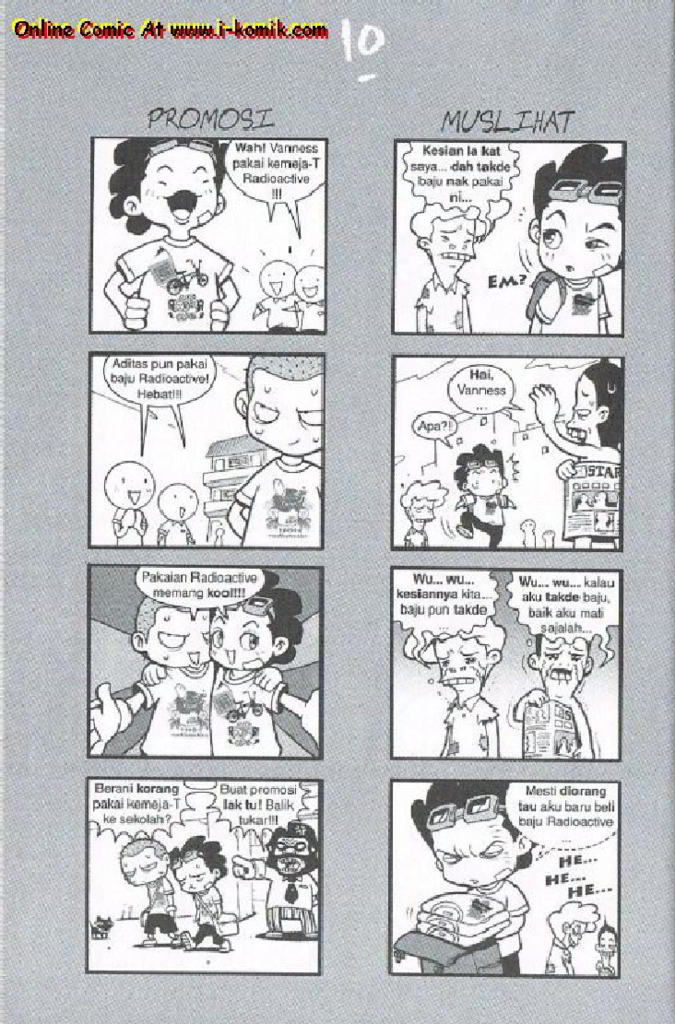 Online Comic At www.i-komik.com
10
PROMOSI
Wah! Vanness
pakai kemeja-T
Radioactive
!!!
Aditas pun pakai
baju Radioactive!
Hebat!!!
Pakaian Radioactive
memang kool!!!!
Berani korang
pakai kemeja-T
ke sekolah?
Buat promosi
lak tu! Balik
tukar!!!
MUSLIHAT
Kesian la kat
saya... dah takde
baju nak pakai
ni...
EM?
Hai,
Vanness
...
Apa?!
STAR
Wu... wu...
kesiannya kita...
baju pun takde
Wu... wu... kalau
aku takde baju,
baik aku mati
sajalah...
Mesti diorang
tau aku baru beli
baju Radioactive
HE...
HE...
HE...